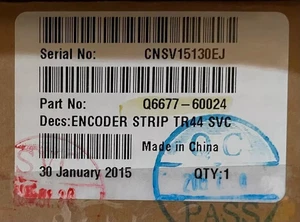 Serial No: CNSV15130EJ
Part No: Q6677-60024
Decs:ENCODER STRIP TR44 SVC
Made in China
30 January 2015 QTY:1
QC
PASS